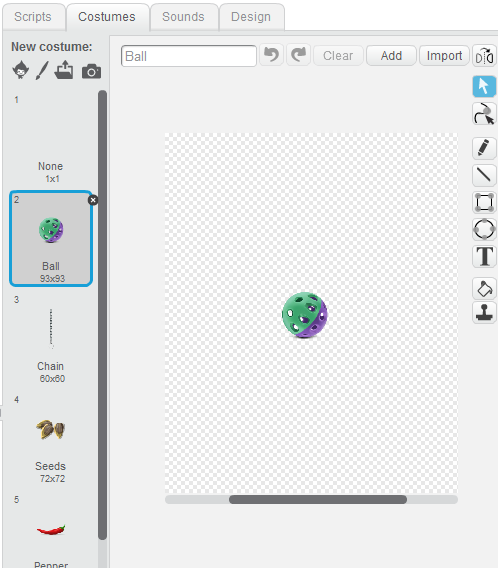 Scripts Costumes Sounds Design
New costume:
Ball Clear Add Import
1
None
1x1
2
Ball
93x93
3
Chain
60x60
4
Seeds
72x72
5
Pepper
T